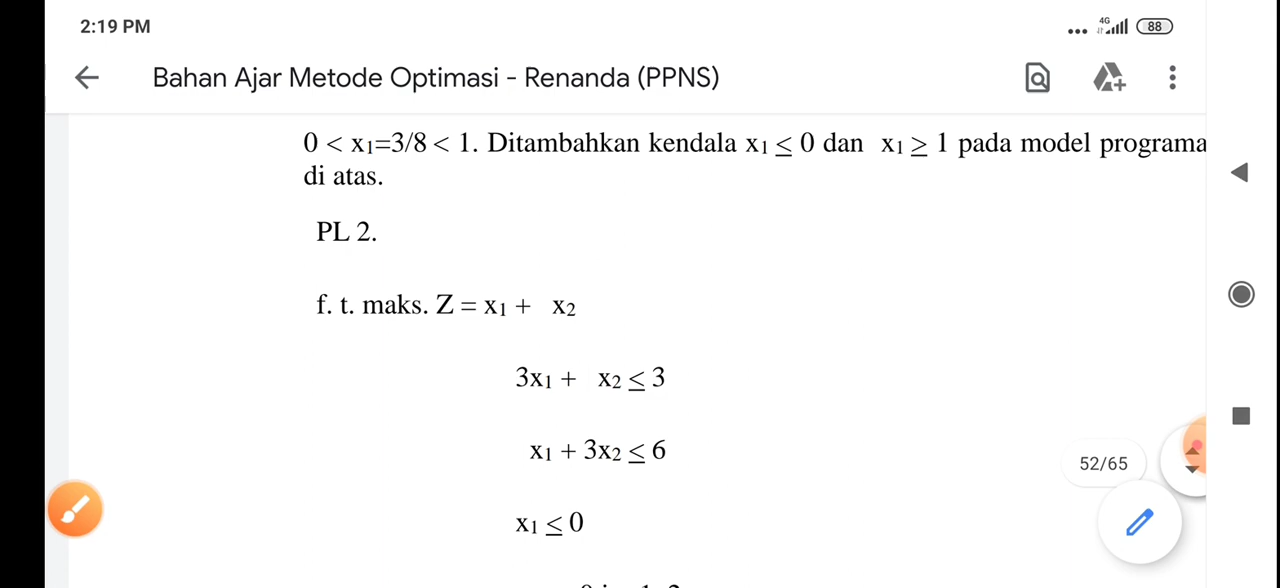 2:19 PM
4G
88
Bahan Ajar Metode Optimasi - Renanda (PPNS)
0 < x1=3/8 < 1. Ditambahkan kendala x1 ≤ 0 dan x1 ≥ 1 pada model programa
di atas.
PL 2.
f. t. maks. Z = x1 + x2
3x1 + x2 ≤ 3
x1 + 3x2 ≤ 6
52/65
x1 ≤ 0